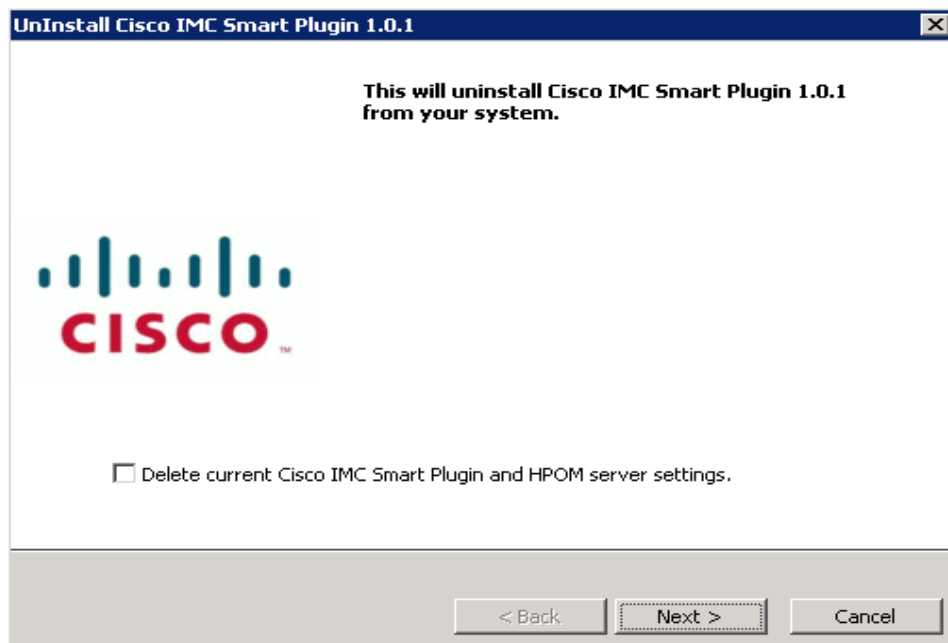 UnInstall Cisco IMC Smart Plugin 1.0.1
This will uninstall Cisco IMC Smart Plugin 1.0.1
from your system.
CISCO™
Delete current Cisco IMC Smart Plugin and HPOM server settings.
< Back
Next >
Cancel